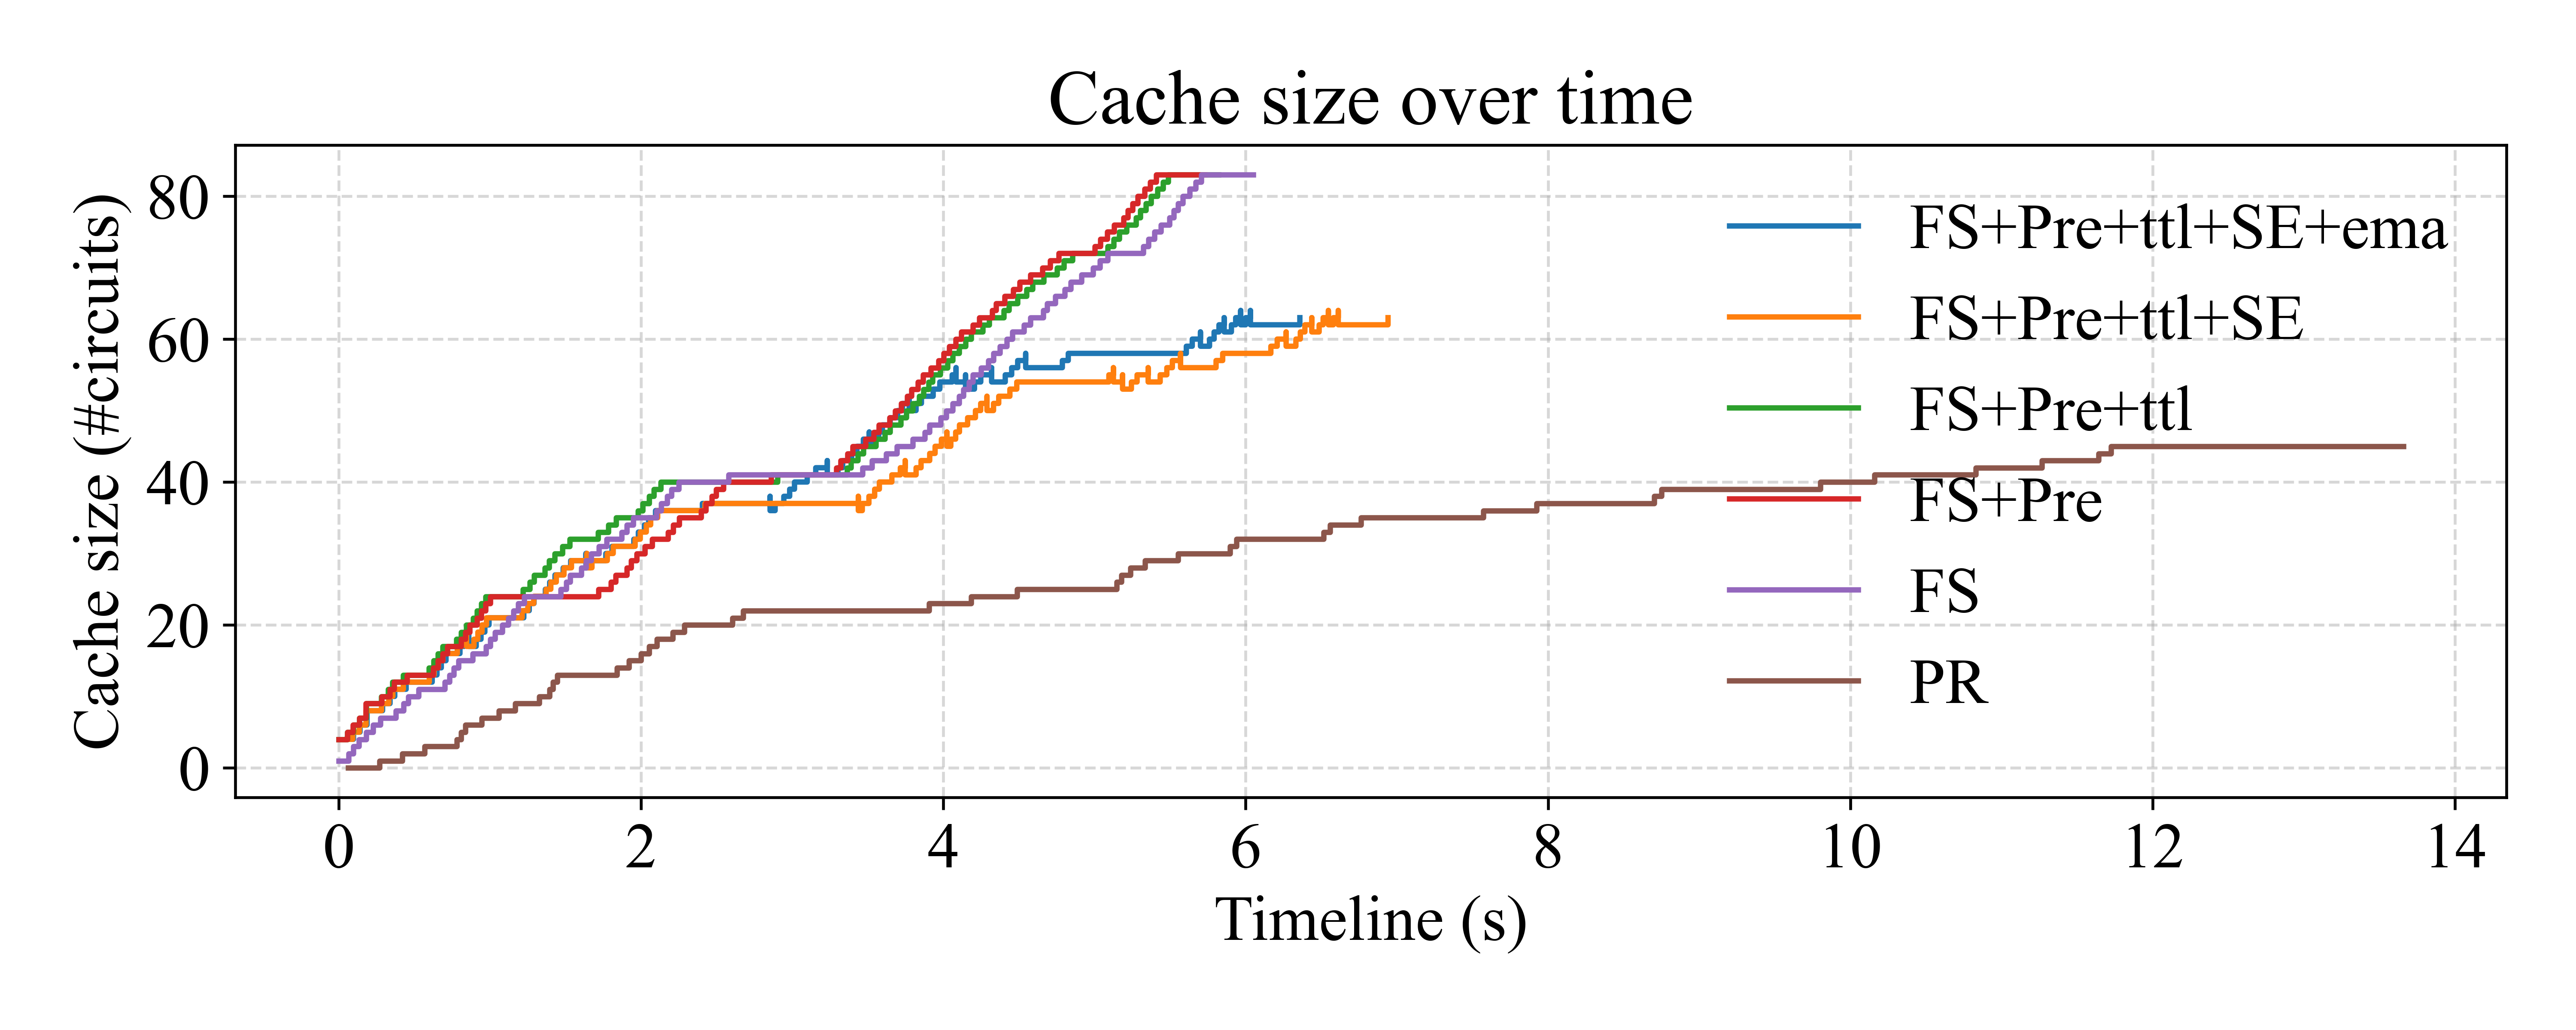 Cache size over time
Cache size (#circuits)
80
60
40
20
0
FS+Pre+ttl+SE+ema
FS+Pre+ttl+SE
FS+Pre+ttl
FS+Pre
FS
PR
0 2 4 6 8 10 12 14
Timeline (s)